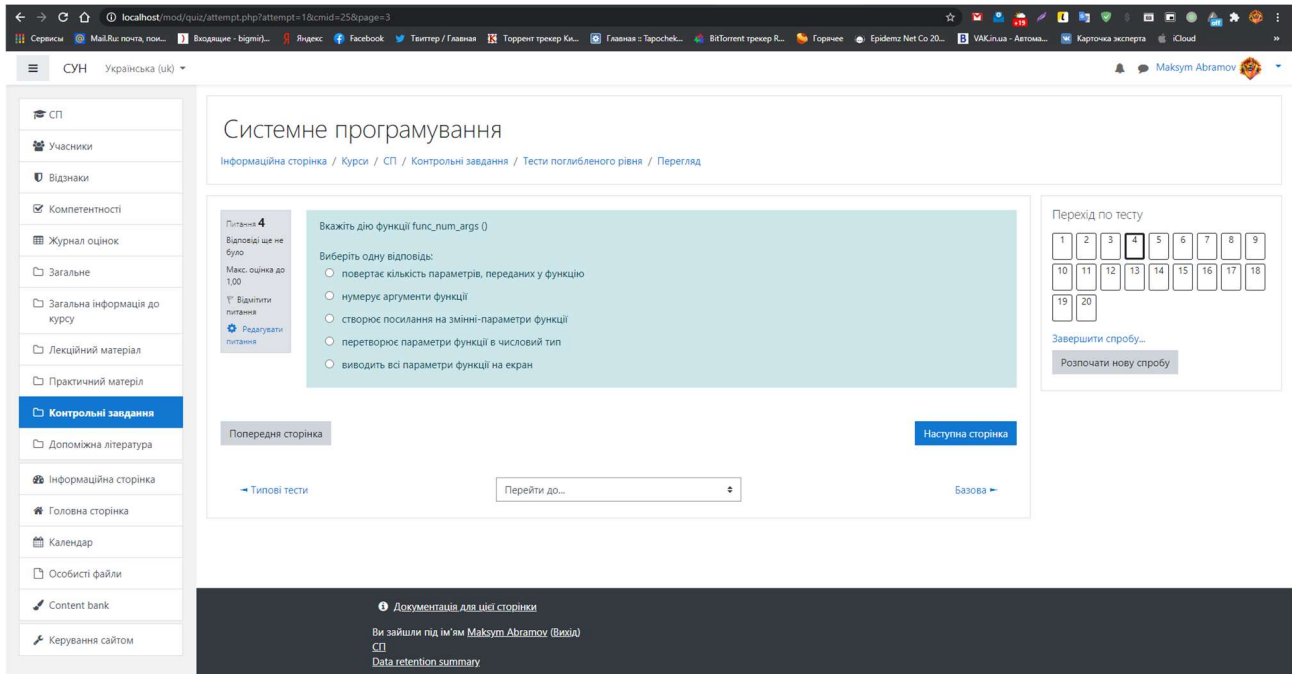 localhost/mod/quiz/attempt.php?attempt=1&cmid=25&page=3
Сервисы Mail.Ru: почта, пои... Входящие - bigmir)... Яндекс Facebook Твиттер / Главная Торрент трекер Ки... Главная :: Tapochek... BitTorrent трекер R... Горячее Epidemz Net Co 20... VAK.in.ua - Автома... Карточка эксперта iCloud »
СУН Українська (uk)
Maksym Abramov
СП
Учасники
Відзнаки
Компетентності
Журнал оцінок
Загальне
Загальна інформація до
курсу
Лекційний матеріал
Практичний матеріл
Контрольні завдання
Допоміжна література
Інформаційна сторінка
Головна сторінка
Календар
Особисті файли
Content bank
Керування сайтом
Системне програмування
Інформаційна сторінка / Курси / СП / Контрольні завдання / Тести поглибленого рівня / Перегляд
Питання 4
Відповіді ще не
було
Макс. оцінка до
1,00
Відмітити
питання
Редагувати
питання
Вкажіть дію функції func_num_args ()
Виберіть одну відповідь:
повертає кількість параметрів, переданих у функцію
нумерує аргументи функції
створює посилання на змінні-параметри функції
перетворює параметри функції в числовий тип
виводить всі параметри функції на екран
Попередня сторінка
Наступна сторінка
Типові тести
Перейти до...
Базова
Перехід по тесту
1 2 3 4 5 6 7 8 9
10 11 12 13 14 15 16 17 18
19 20
Завершити спробу...
Розпочати нову спробу
Документація для цієї сторінки
Ви зайшли під ім'ям Maksym Abramov (Вихід)
СП
Data retention summary